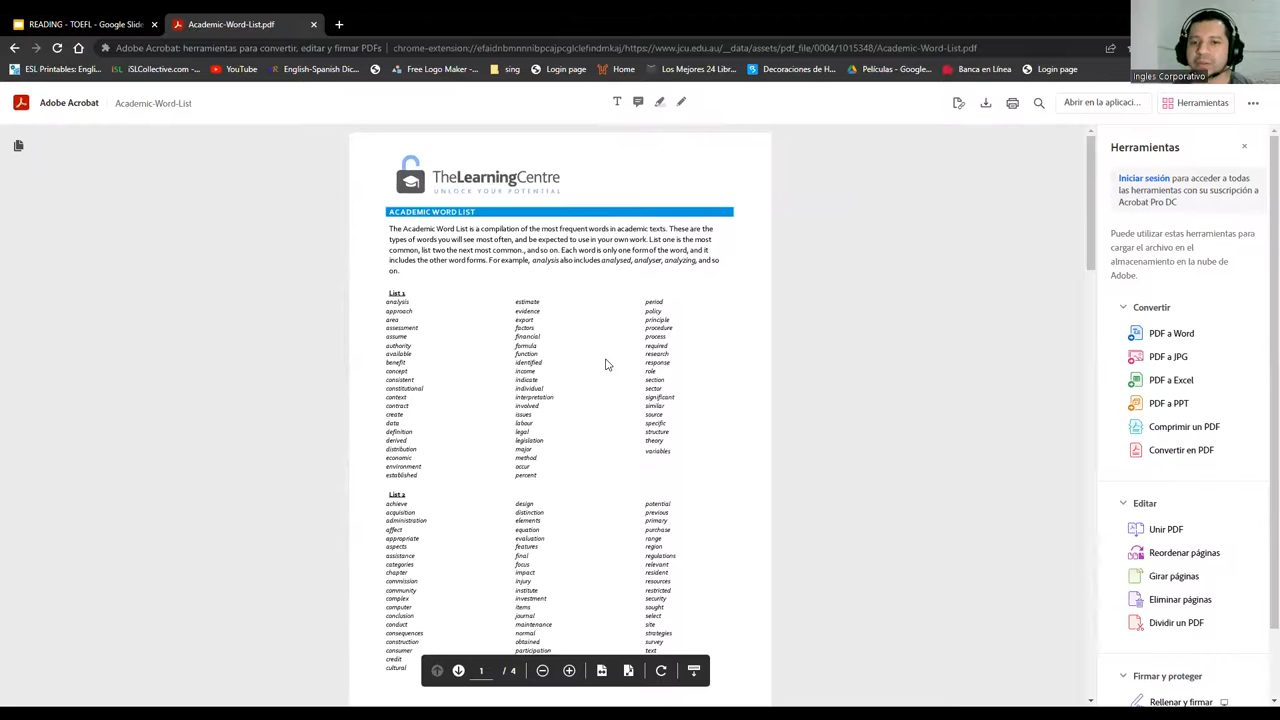 READING - TOEFL - Google Slide
Academic-Word-List.pdf
Adobe Acrobat: herramientas para convertir, editar y firmar PDFs
chrome-extension://efaidnbmnnnibpcajpcglclefindmkaj/https://www.jcu.edu.au/__data/assets/pdf_file/0004/1015348/Academic-Word-List.pdf
ESL Printables: Engli...
iSLCollective.com -...
YouTube
English-Spanish Dic...
Login page
Free Logo Maker -...
sing
Login page
Home
Los Mejores 24 Libr...
Decoraciones de H...
Películas - Google...
Banca en Línea
Login page
Ingles Corporativo
Adobe Acrobat
Academic-Word-List
Abrir en la aplicaci...
Herramientas
TheLearningCentre
UNLOCK YOUR POTENTIAL
ACADEMIC WORD LIST
The Academic Word List is a compilation of the most frequent words in academic texts. These are the
types of words you will see most often, and be expected to use in your own work. List one is the most
common, list two the next most common., and so on. Each word is only one form of the word, and it
includes the other word forms. For example, analysis also includes analysed, analyser, analyzing, and so
on.
List 1
analysis
approach
area
assessment
assume
authority
available
benefit
concept
consistent
constitutional
context
contract
create
data
definition
derived
distribution
economic
environment
established
estimate
evidence
export
factors
financial
formula
function
identified
income
indicate
individual
interpretation
involved
issues
labour
legal
legislation
major
method
occur
percent
period
policy
principle
procedure
process
required
research
response
role
section
sector
significant
similar
source
specific
structure
theory
variables
List 2
achieve
acquisition
administration
affect
appropriate
aspects
assistance
categories
chapter
commission
community
complex
computer
conclusion
conduct
consequences
construction
consumer
credit
cultural
design
distinction
elements
equation
evaluation
features
final
focus
impact
injury
institute
investment
items
journal
maintenance
normal
obtained
participation
potential
previous
primary
purchase
range
region
regulations
relevant
resident
resources
restricted
security
sought
select
site
strategies
survey
text
1 / 4
Herramientas
Iniciar sesión para acceder a todas
las herramientas con su suscripción a
Acrobat Pro DC
Puede utilizar estas herramientas para
cargar el archivo en el
almacenamiento en la nube de
Adobe.
Convertir
PDF a Word
PDF a JPG
PDF a Excel
PDF a PPT
Comprimir un PDF
Convertir en PDF
Editar
Unir PDF
Reordenar páginas
Girar páginas
Eliminar páginas
Dividir un PDF
Firmar y proteger
Rellenar y firmar